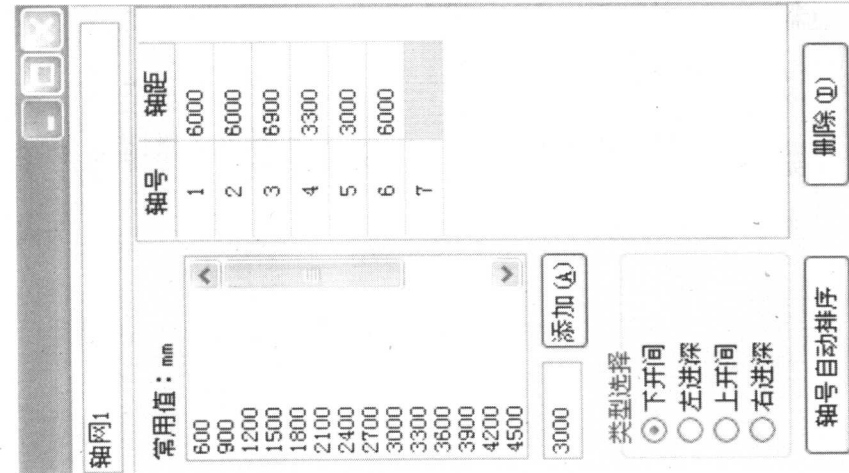 轴网1
常用值：mm
600
900
1200
1500
1800
2100
2400
2700
3000
3300
3600
3900
4200
4500
3000
添加(A)
类型选择
下开间
左进深
上开间
右进深
轴号 轴距
1 6000
2 6000
3 6900
4 3300
5 3000
6 6000
7
轴号自动排序
删除(D)